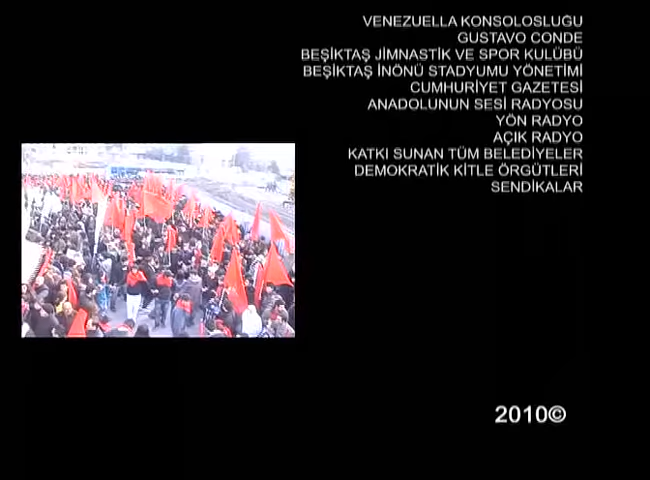 VENEZUELLA KONSOLOSLUĞU
GUSTAVO CONDE
BEŞİKTAŞ JİMNASTİK VE SPOR KULÜBÜ
BEŞİKTAŞ İNÖNÜ STADYUMU YÖNETİMİ
CUMHURİYET GAZETESİ
ANADOLUNUN SESİ RADYOSU
YÖN RADYO
AÇIK RADYO
KATKI SUNAN TÜM BELEDİYELER
DEMOKRATİK KİTLE ÖRGÜTLERİ
SENDİKALAR
2010©